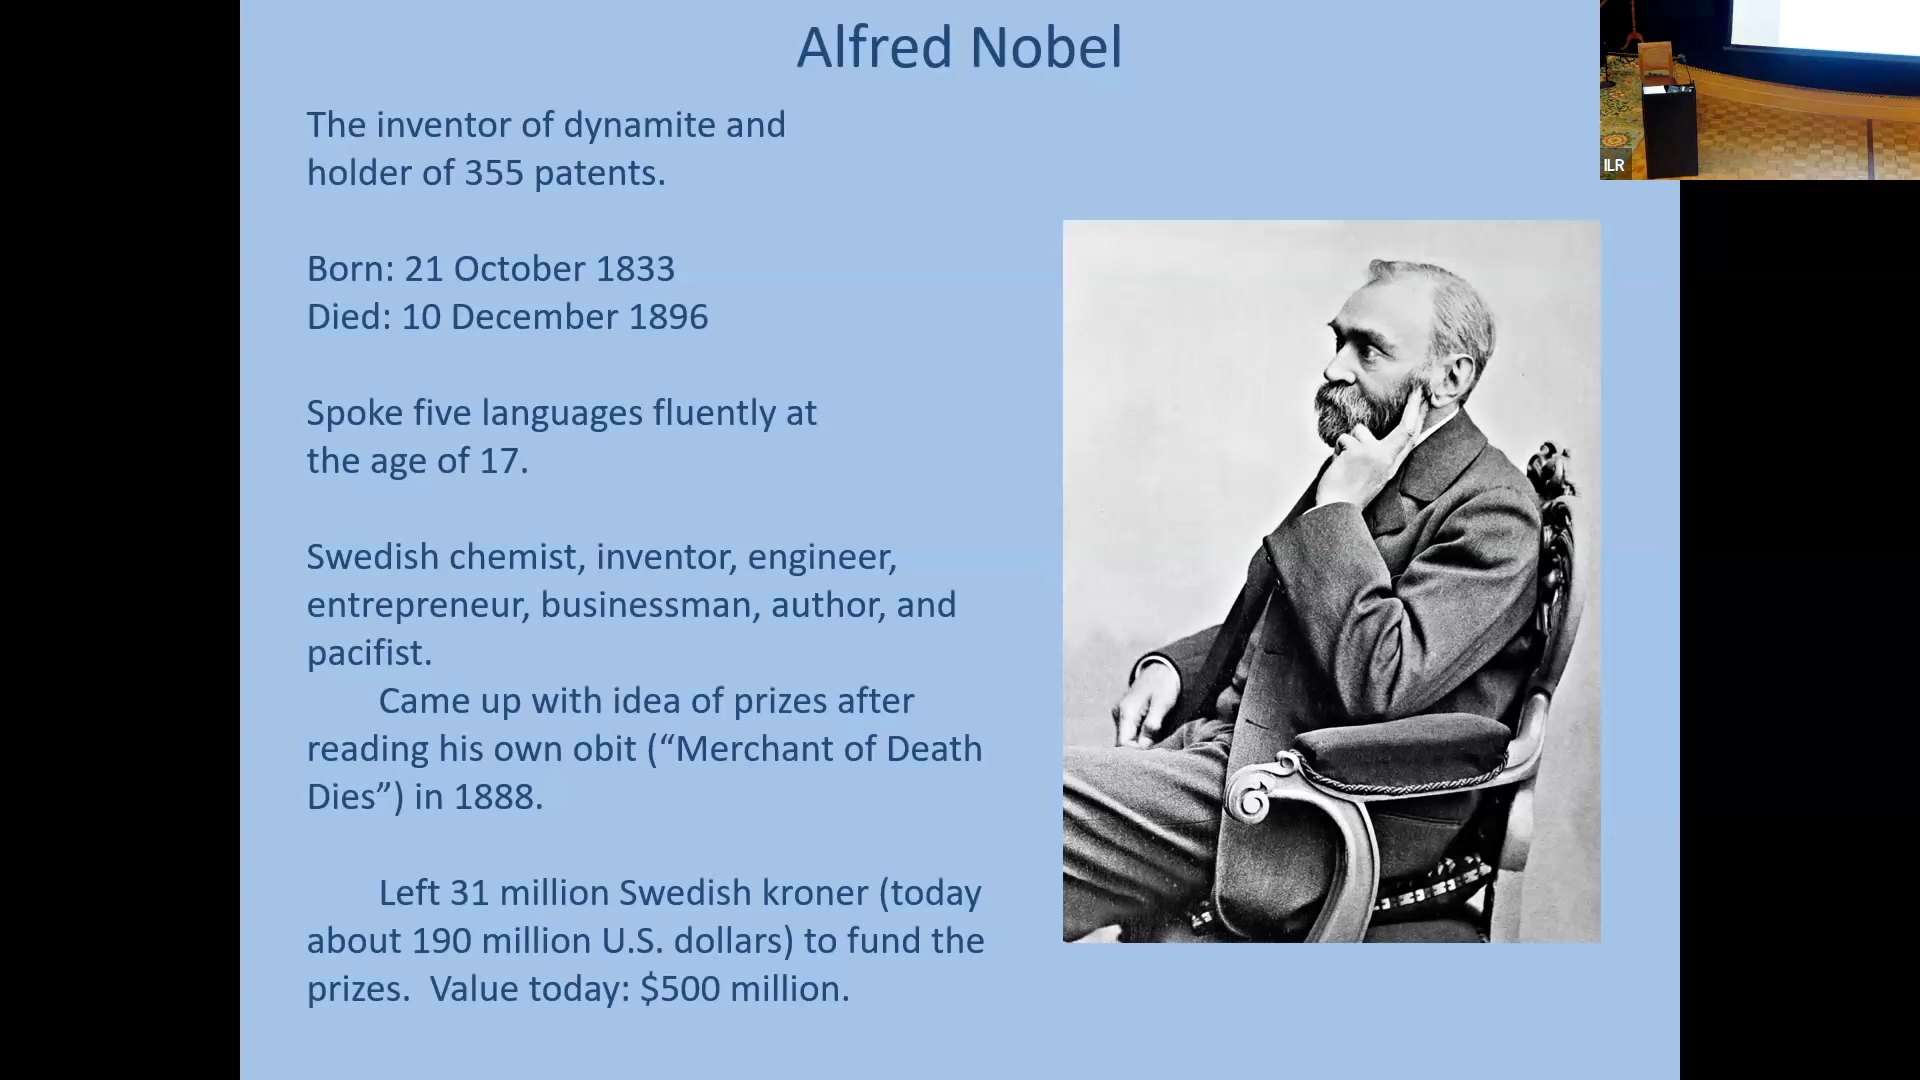 Alfred Nobel
The inventor of dynamite and
holder of 355 patents.
Born: 21 October 1833
Died: 10 December 1896
Spoke five languages fluently at
the age of 17.
Swedish chemist, inventor, engineer,
entrepreneur, businessman, author, and
pacifist.
Came up with idea of prizes after
reading his own obit (“Merchant of Death
Dies”) in 1888.
Left 31 million Swedish kroner (today
about 190 million U.S. dollars) to fund the
prizes.  Value today: $500 million.
ILR